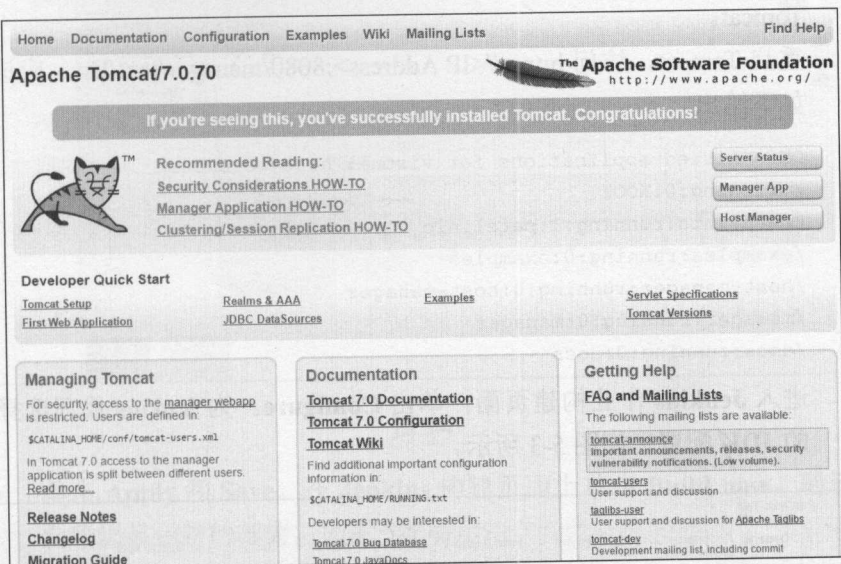 Home Documentation Configuration Examples Wiki Mailing Lists Find Help
Apache Tomcat/7.0.70
The Apache Software Foundation
http://www.apache.org/
If you're seeing this, you've successfully installed Tomcat. Congratulations!
TM
Recommended Reading:
Security Considerations HOW-TO
Manager Application HOW-TO
Clustering/Session Replication HOW-TO
Server Status
Manager App
Host Manager
Developer Quick Start
Tomcat Setup
First Web Application
Realms & AAA
JDBC DataSources
Examples
Servlet Specifications
Tomcat Versions
Managing Tomcat
For security, access to the manager webapp
is restricted. Users are defined in:
$CATALINA_HOME/conf/tomcat-users.xml
In Tomcat 7.0 access to the manager
application is split between different users.
Read more...
Release Notes
Changelog
Migration Guide
Documentation
Tomcat 7.0 Documentation
Tomcat 7.0 Configuration
Tomcat Wiki
Find additional important configuration
information in:
$CATALINA_HOME/RUNNING.txt
Developers may be interested in:
Tomcat 7.0 Bug Database
Tomcat 7.0 JavaDocs
Getting Help
FAQ and Mailing Lists
The following mailing lists are available:
tomcat-announce
Important announcements, releases, security
vulnerability notifications. (Low volume).
tomcat-users
User support and discussion
taglibs-user
User support and discussion for Apache Taglibs
tomcat-dev
Development mailing list, including commit